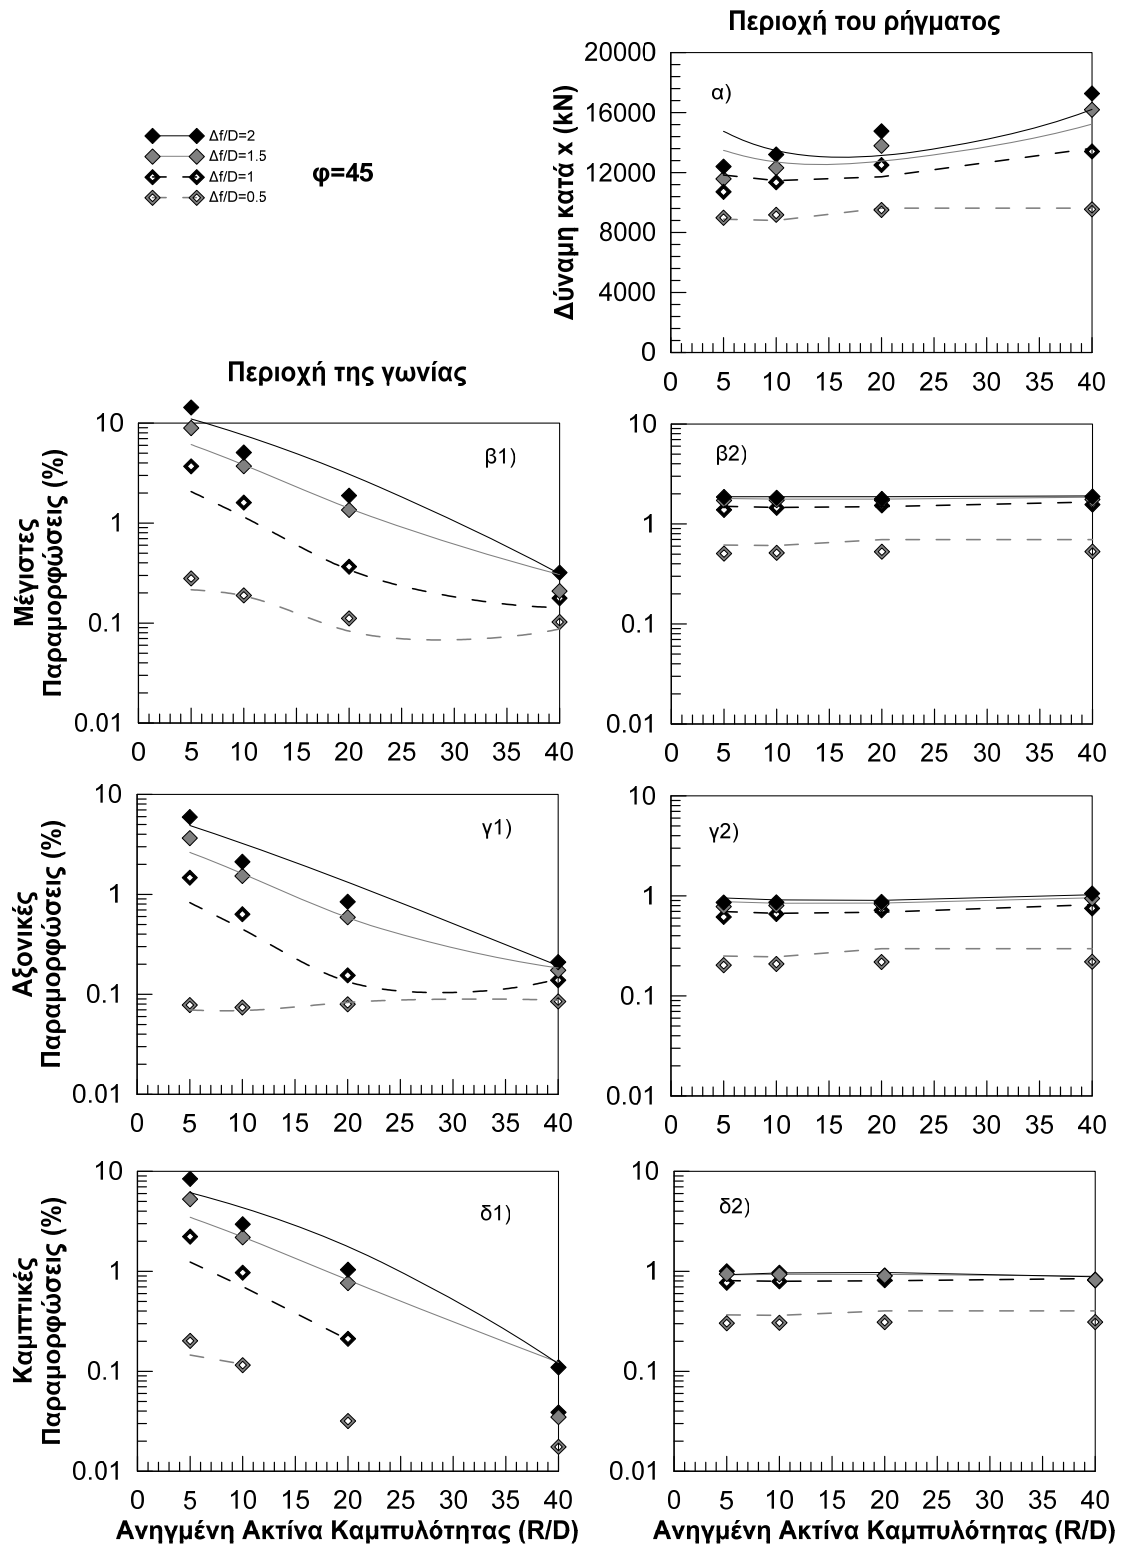 Περιοχή του ρήγματος
20000
16000
12000
8000
4000
0
Δύναμη κατά x (kN)
α)
0 5 10 15 20 25 30 35 40
Δf/D=2
Δf/D=1.5
Δf/D=1
Δf/D=0.5
φ=45
Περιοχή της γωνίας
Μέγιστες
Παραμορφώσεις (%)
10
1
0.1
0.01
β1)
0 5 10 15 20 25 30 35 40
10
1
0.1
0.01
β2)
0 5 10 15 20 25 30 35 40
Αξονικές
Παραμορφώσεις (%)
10
1
0.1
0.01
γ1)
0 5 10 15 20 25 30 35 40
10
1
0.1
0.01
γ2)
0 5 10 15 20 25 30 35 40
Καμπτικές
Παραμορφώσεις (%)
10
1
0.1
0.01
δ1)
0 5 10 15 20 25 30 35 40
Ανηγμένη Ακτίνα Καμπυλότητας (R/D)
10
1
0.1
0.01
δ2)
0 5 10 15 20 25 30 35 40
Ανηγμένη Ακτίνα Καμπυλότητας (R/D)